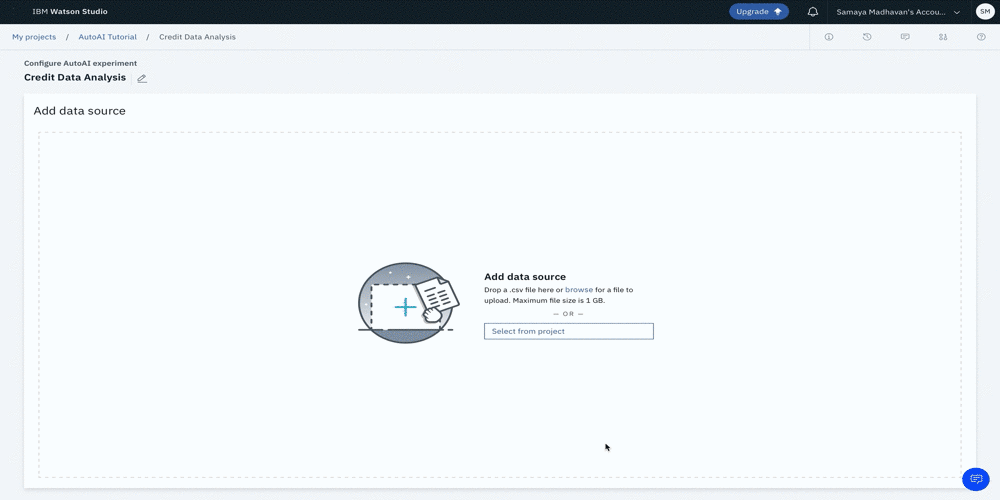 IBM Watson Studio
Upgrade
Samaya Madhavan's Accou...
SM
My projects / AutoAI Tutorial / Credit Data Analysis
Configure AutoAI experiment
Credit Data Analysis
Add data source
Add data source
Drop a .csv file here or browse for a file to
upload. Maximum file size is 1 GB.
— OR —
Select from project